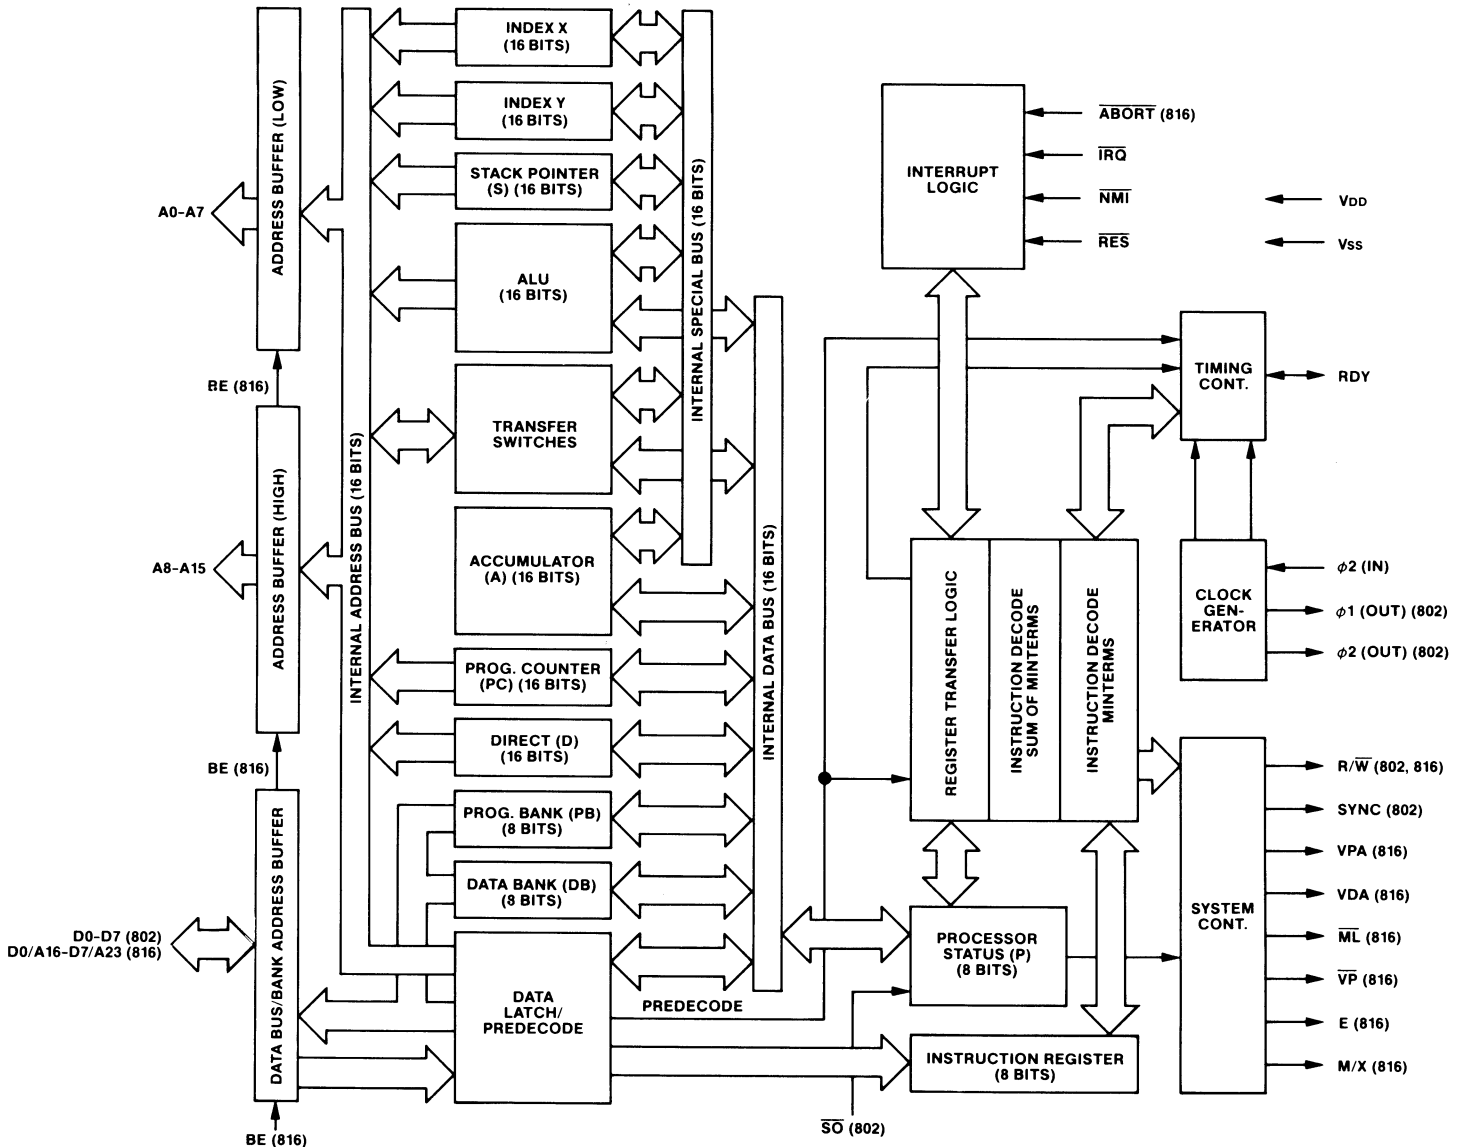 INDEX X
(16 BITS)
INDEX Y
(16 BITS)
STACK POINTER
(S) (16 BITS)
ALU
(16 BITS)
TRANSFER
SWITCHES
ACCUMULATOR
(A) (16 BITS)
PROG. COUNTER
(PC) (16 BITS)
DIRECT (D)
(16 BITS)
PROG. BANK (PB)
(8 BITS)
DATA BANK (DB)
(8 BITS)
DATA
LATCH/
PREDECODE
ADDRESS BUFFER (LOW)
A0–A7
BE (816)
ADDRESS BUFFER (HIGH)
A8–A15
BE (816)
DATA BUS/BANK ADDRESS BUFFER
D0–D7 (802)
D0/A16–D7/A23 (816)
BE (816)
INTERNAL ADDRESS BUS (16 BITS)
INTERNAL SPECIAL BUS (16 BITS)
INTERNAL DATA BUS (16 BITS)
PREDECODE
INTERRUPT
LOGIC
A̅B̅O̅R̅T̅ (816)
I̅R̅Q̅
N̅M̅I̅
R̅E̅S̅
VDD
VSS
TIMING
CONT.
RDY
CLOCK
GEN-
ERATOR
ϕ2 (IN)
ϕ1 (OUT) (802)
ϕ2 (OUT) (802)
REGISTER TRANSFER LOGIC
INSTRUCTION DECODE
SUM OF MINTERMS
INSTRUCTION DECODE
MINTERMS
PROCESSOR
STATUS (P)
(8 BITS)
INSTRUCTION REGISTER
(8 BITS)
S̅O̅ (802)
SYSTEM
CONT.
R/W̅ (802, 816)
SYNC (802)
VPA (816)
VDA (816)
M̅L̅ (816)
V̅P̅ (816)
E (816)
M/X (816)